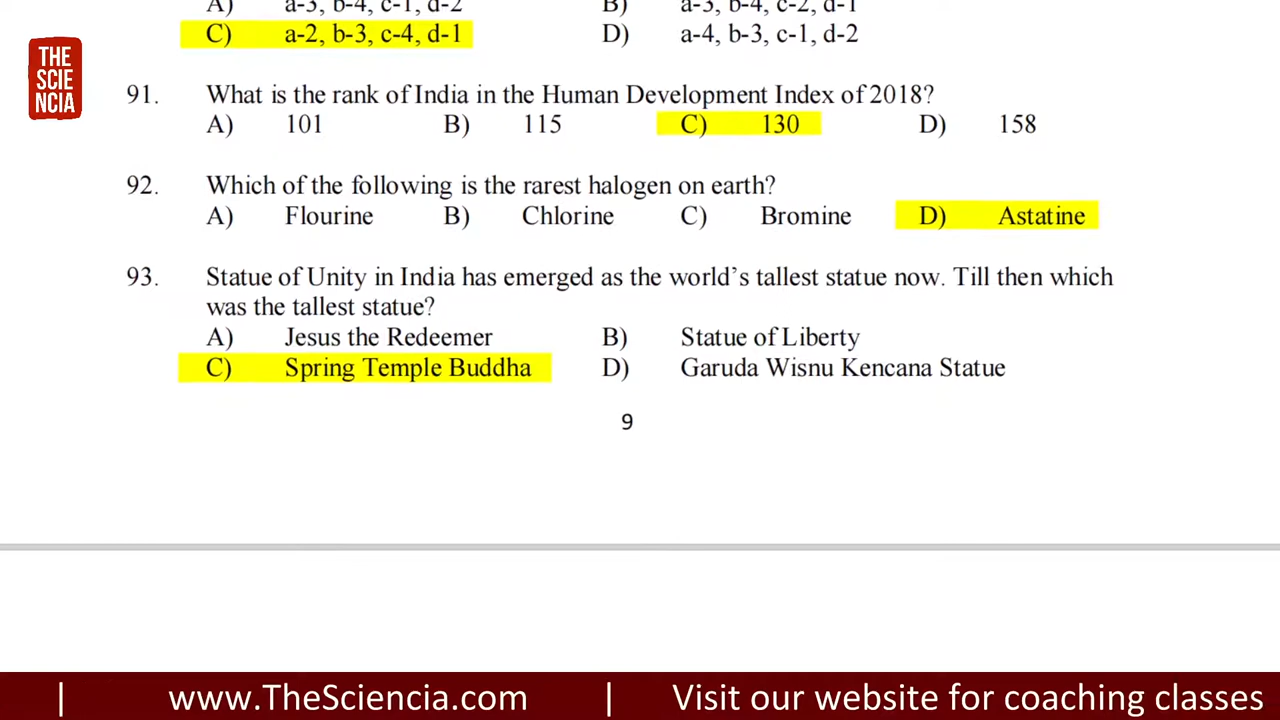 A) a-3, b-4, c-1, d-2 B) a-3, b-4, c-2, d-1
C) a-2, b-3, c-4, d-1 D) a-4, b-3, c-1, d-2
THE
SCIE
NCIA
91. What is the rank of India in the Human Development Index of 2018?
A) 101 B) 115 C) 130 D) 158
92. Which of the following is the rarest halogen on earth?
A) Flourine B) Chlorine C) Bromine D) Astatine
93. Statue of Unity in India has emerged as the world’s tallest statue now. Till then which
was the tallest statue?
A) Jesus the Redeemer B) Statue of Liberty
C) Spring Temple Buddha D) Garuda Wisnu Kencana Statue
9
| www.TheSciencia.com | Visit our website for coaching classes